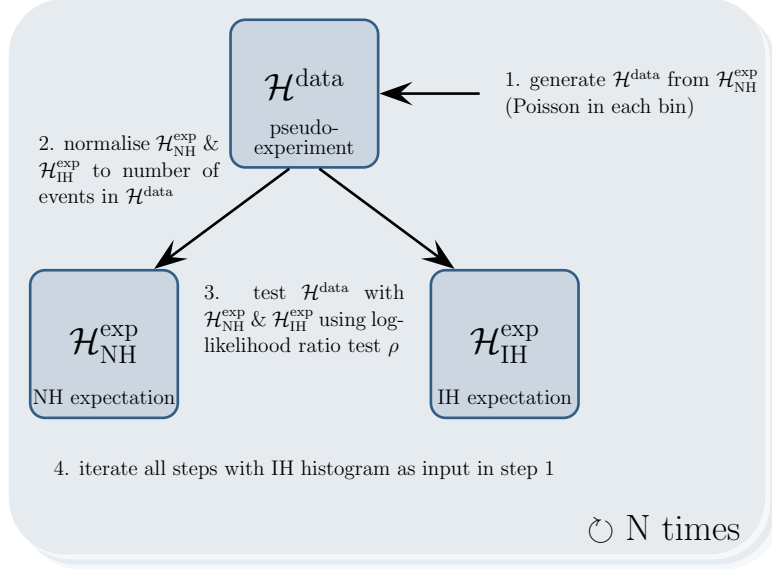 ℋ^data
pseudo-
experiment
1. generate ℋ^data from ℋ^exp_NH
(Poisson in each bin)
2. normalise ℋ^exp_NH &
ℋ^exp_IH to number of
events in ℋ^data
3. test ℋ^data with
ℋ^exp_NH & ℋ^exp_IH using log-
likelihood ratio test ρ
ℋ^exp_NH
NH expectation
ℋ^exp_IH
IH expectation
4. iterate all steps with IH histogram as input in step 1
↻ N times